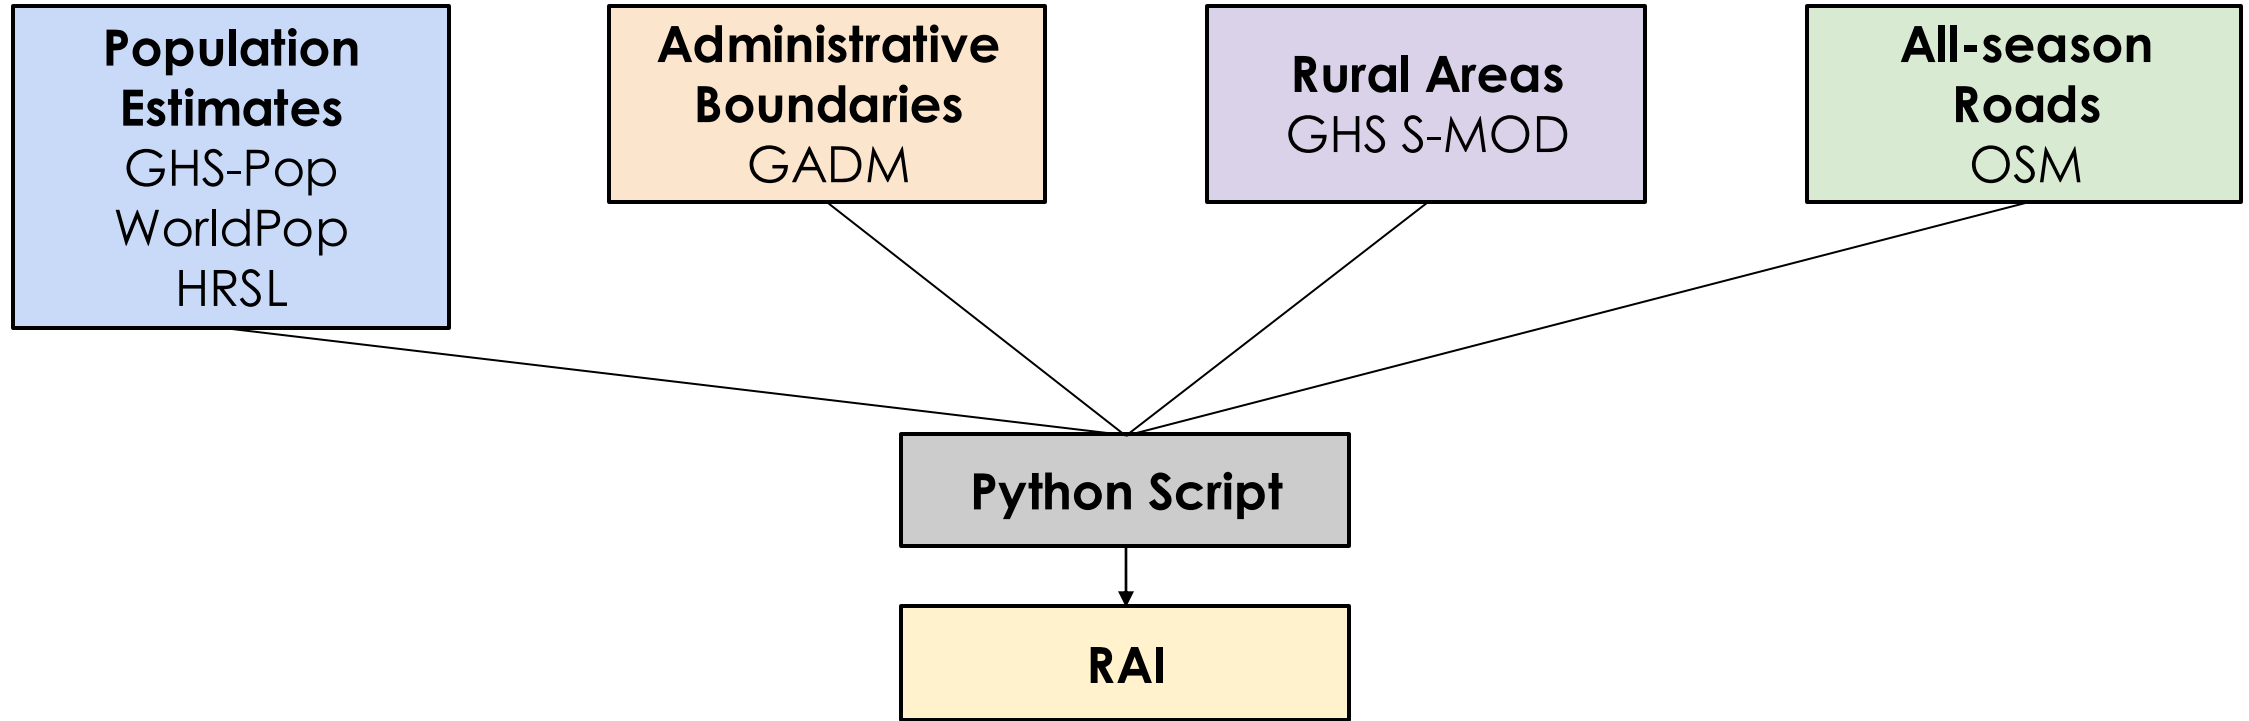 Population
Estimates
GHS-Pop
WorldPop
HRSL
Administrative
Boundaries
GADM
Rural Areas
GHS S-MOD
All-season
Roads
OSM
Python Script
RAI